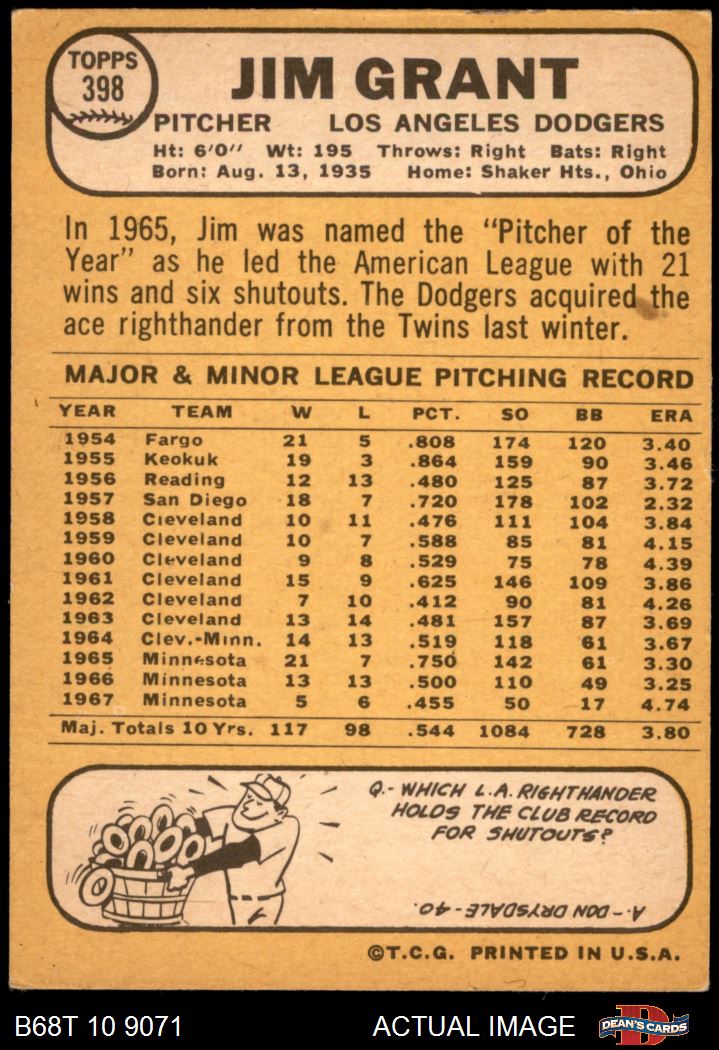 TOPPS
398
JIM GRANT
PITCHER LOS ANGELES DODGERS
Ht: 6'0" Wt: 195 Throws: Right Bats: Right
Born: Aug. 13, 1935 Home: Shaker Hts., Ohio
In 1965, Jim was named the "Pitcher of the
Year" as he led the American League with 21
wins and six shutouts. The Dodgers acquired the
ace righthander from the Twins last winter.
MAJOR & MINOR LEAGUE PITCHING RECORD
YEAR TEAM W L PCT. SO BB ERA
1954 Fargo 21 5 .808 174 120 3.40
1955 Keokuk 19 3 .864 159 90 3.46
1956 Reading 12 13 .480 125 87 3.72
1957 San Diego 18 7 .720 178 102 2.32
1958 Cleveland 10 11 .476 111 104 3.84
1959 Cleveland 10 7 .588 85 81 4.15
1960 Cleveland 9 8 .529 75 78 4.39
1961 Cleveland 15 9 .625 146 109 3.86
1962 Cleveland 7 10 .412 90 81 4.26
1963 Cleveland 13 14 .481 157 87 3.69
1964 Clev.-Minn. 14 13 .519 118 61 3.67
1965 Minnesota 21 7 .750 142 61 3.30
1966 Minnesota 13 13 .500 110 49 3.25
1967 Minnesota 5 6 .455 50 17 4.74
Maj. Totals 10 Yrs. 117 98 .544 1084 728 3.80
Q.- WHICH L.A. RIGHTHANDER
HOLDS THE CLUB RECORD
FOR SHUTOUTS?
A.- DON DRYSDALE - 40.
©T.C.G. PRINTED IN U.S.A.
B68T 10 9071 ACTUAL IMAGE
DEAN'S CARDS